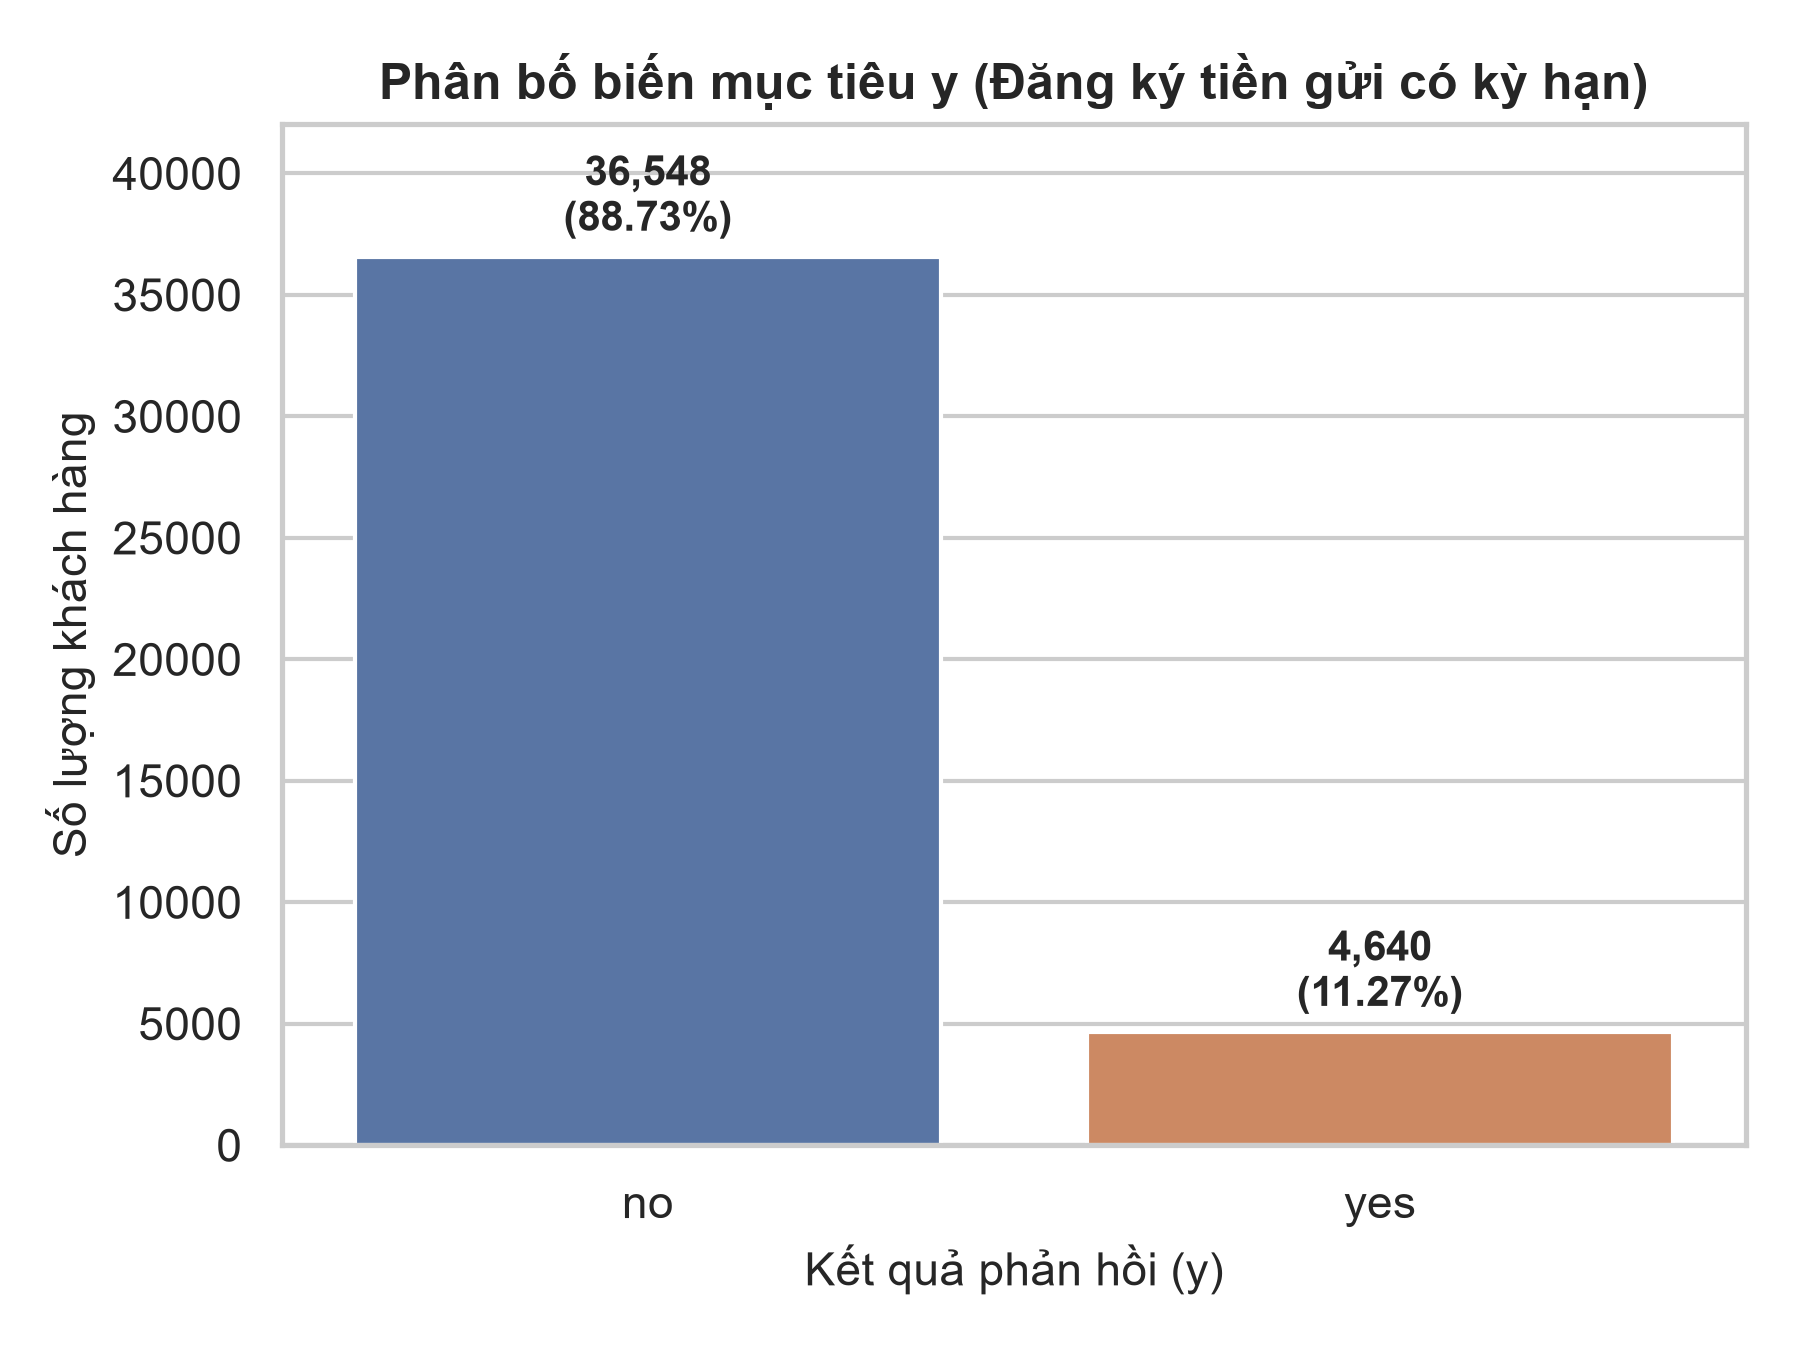 Phân bố biến mục tiêu y (Đăng ký tiền gửi có kỳ hạn)
Số lượng khách hàng
40000
35000
30000
25000
20000
15000
10000
5000
0
36,548
(88.73%)
4,640
(11.27%)
no
yes
Kết quả phản hồi (y)